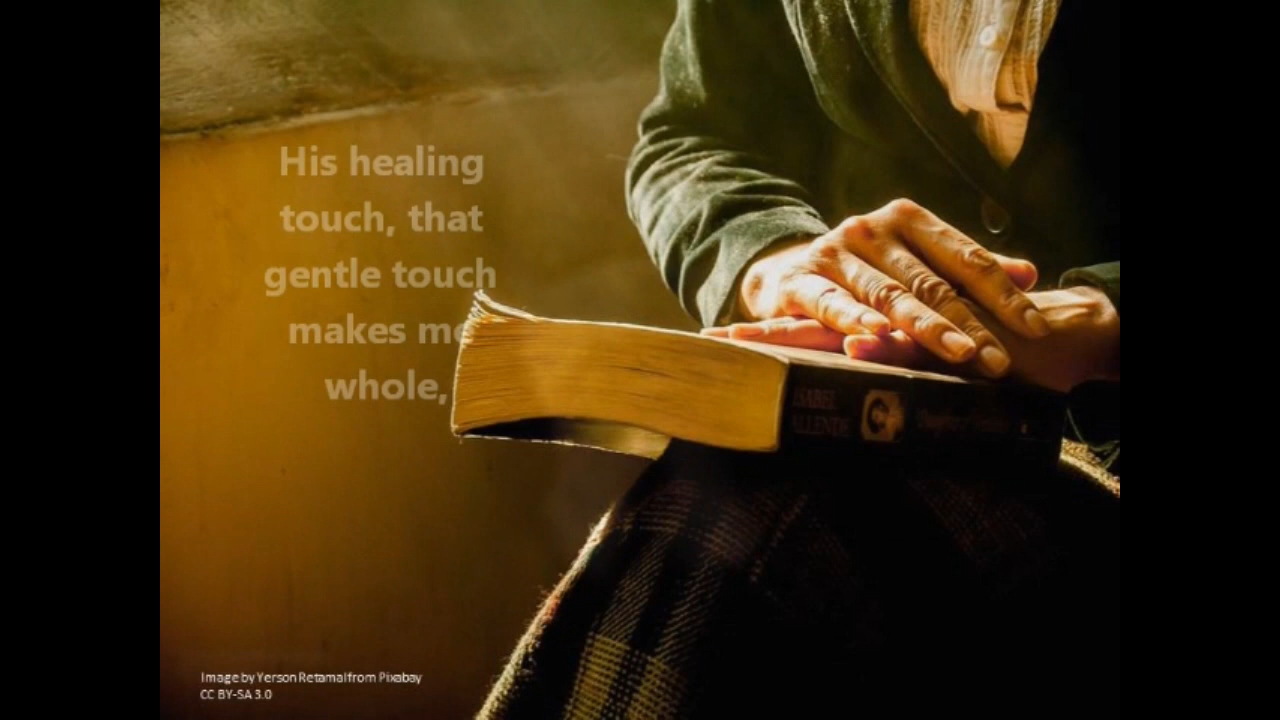 His healing
touch, that
gentle touch
makes me
whole,
ISABEL
ALLENDE
Image by Yerson Retamal from Pixabay
CC BY-SA 3.0